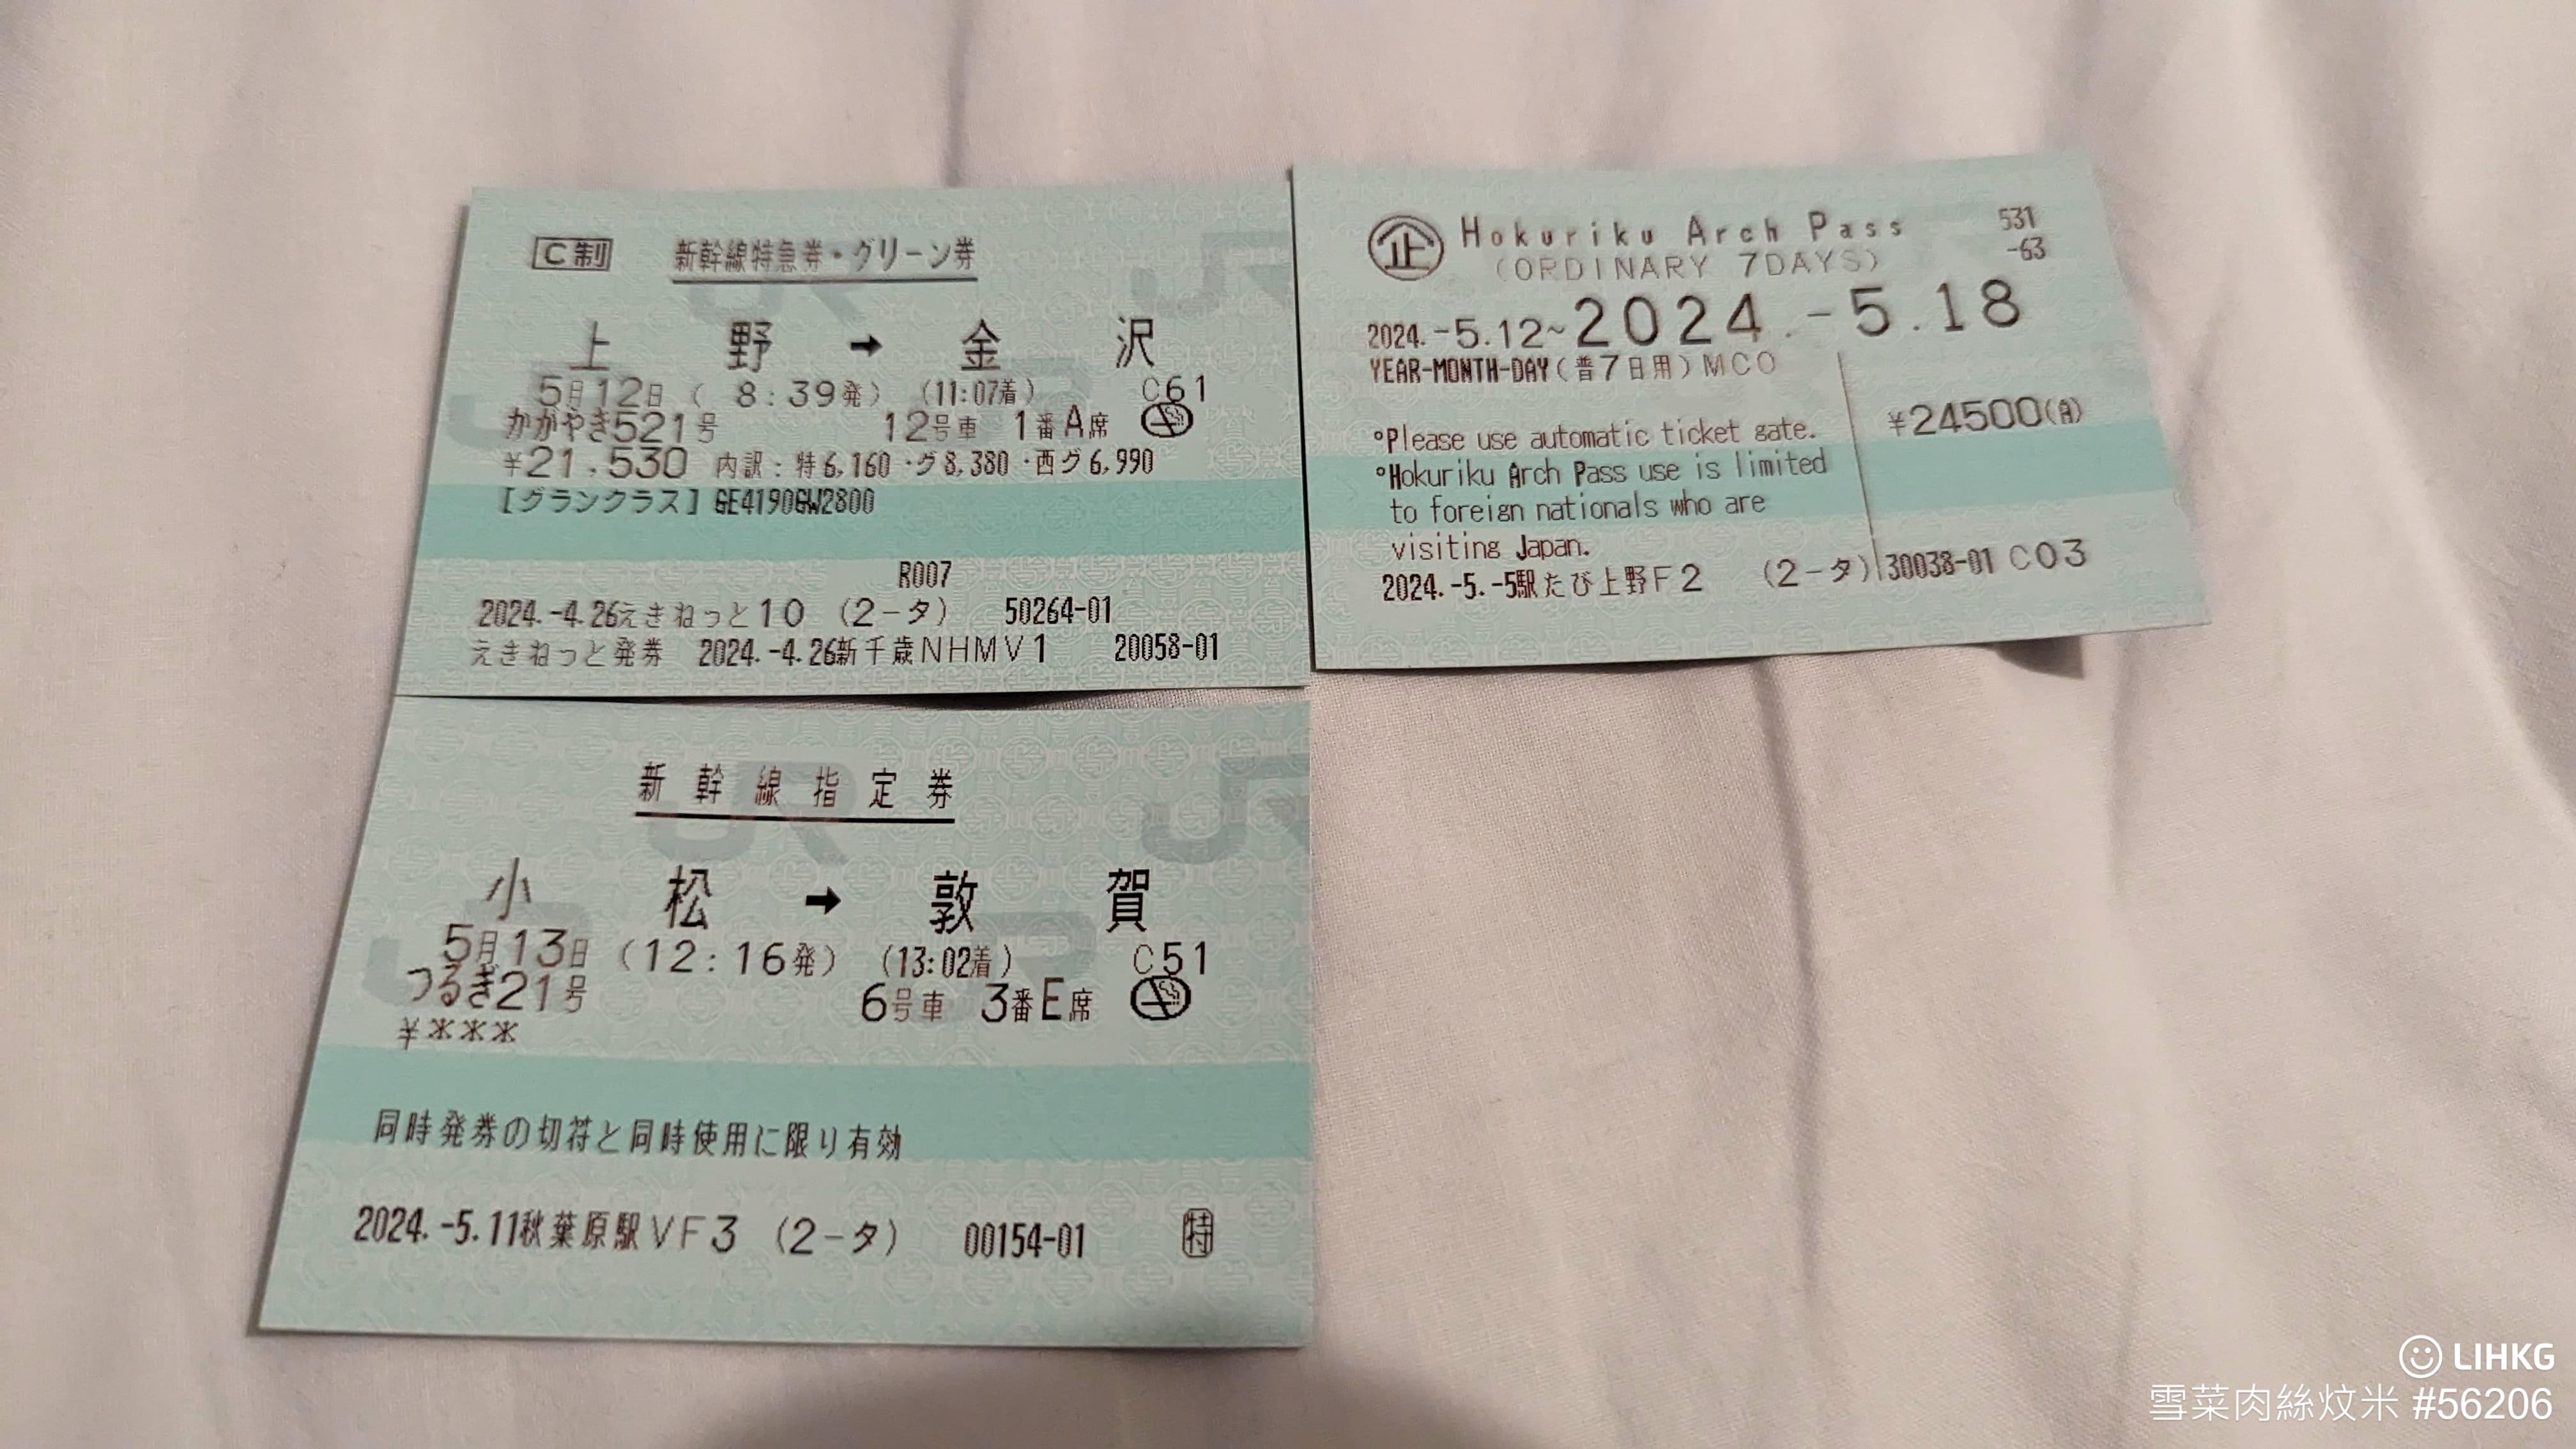 C制 新幹線特急券・グリーン券
上野 → 金沢
5月12日 ( 8:39発) (11:07着) C61
かがやき521号 12号車 1番A席
¥21,530 内訳:特6,160・グ8,380・西グ6,990
【グランクラス】GE4190GW2800
R007
2024.-4.26えきねっと10 (2-タ) 50264-01
えきねっと発券 2024.-4.26新千歳NHMV1 20058-01
企 Hokuriku Arch Pass 531
(ORDINARY 7DAYS) -63
2024.-5.12~2024.-5.18
YEAR-MONTH-DAY(普7日用)MCO
°Please use automatic ticket gate. ¥24500(自)
°Hokuriku Arch Pass use is limited
to foreign nationals who are
visiting Japan.
2024.-5.-5駅たび上野F2 (2-タ)30038-01 C03
新幹線指定券
小松 → 敦賀
5月13日 (12:16発) (13:02着) C51
つるぎ21号 6号車 3番E席
¥***
同時発券の切符と同時使用に限り有効
2024.-5.11秋葉原駅VF3 (2-タ) 00154-01 特
LIHKG
雪菜肉絲炆米 #56206